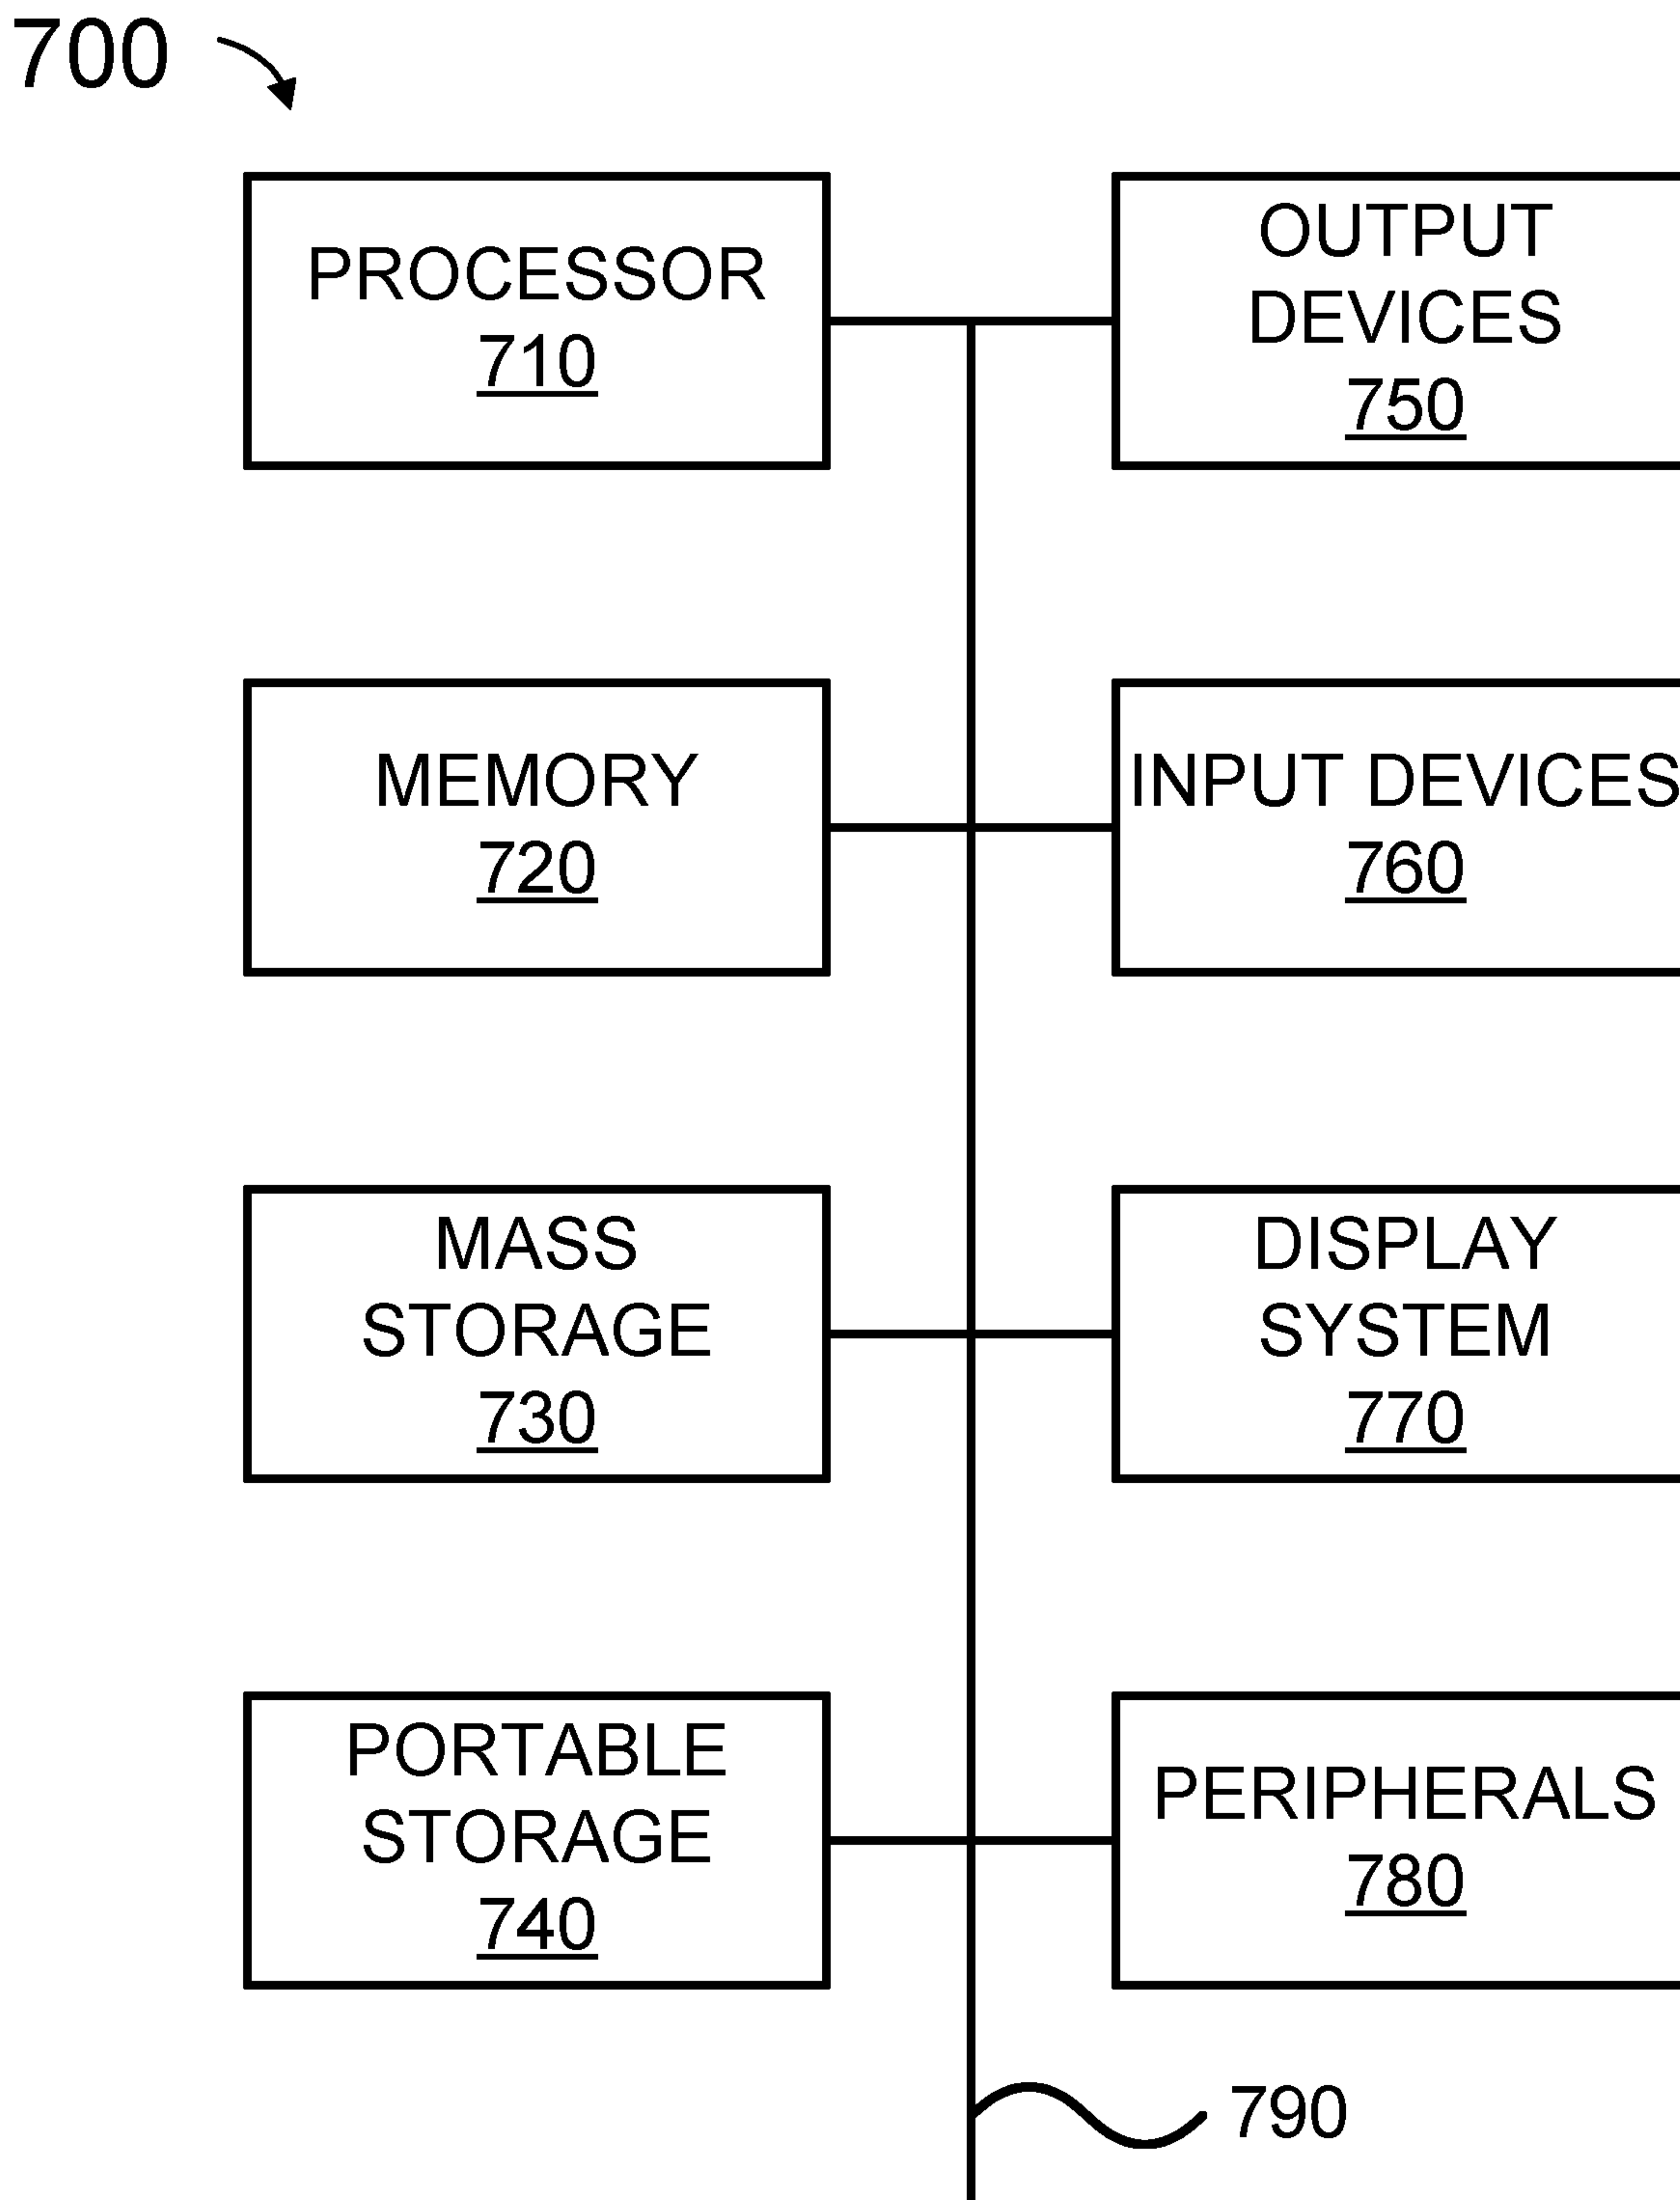 700
PROCESSOR
710
OUTPUT
DEVICES
750
MEMORY
720
INPUT DEVICES
760
MASS
STORAGE
730
DISPLAY
SYSTEM
770
PORTABLE
STORAGE
740
PERIPHERALS
780
790